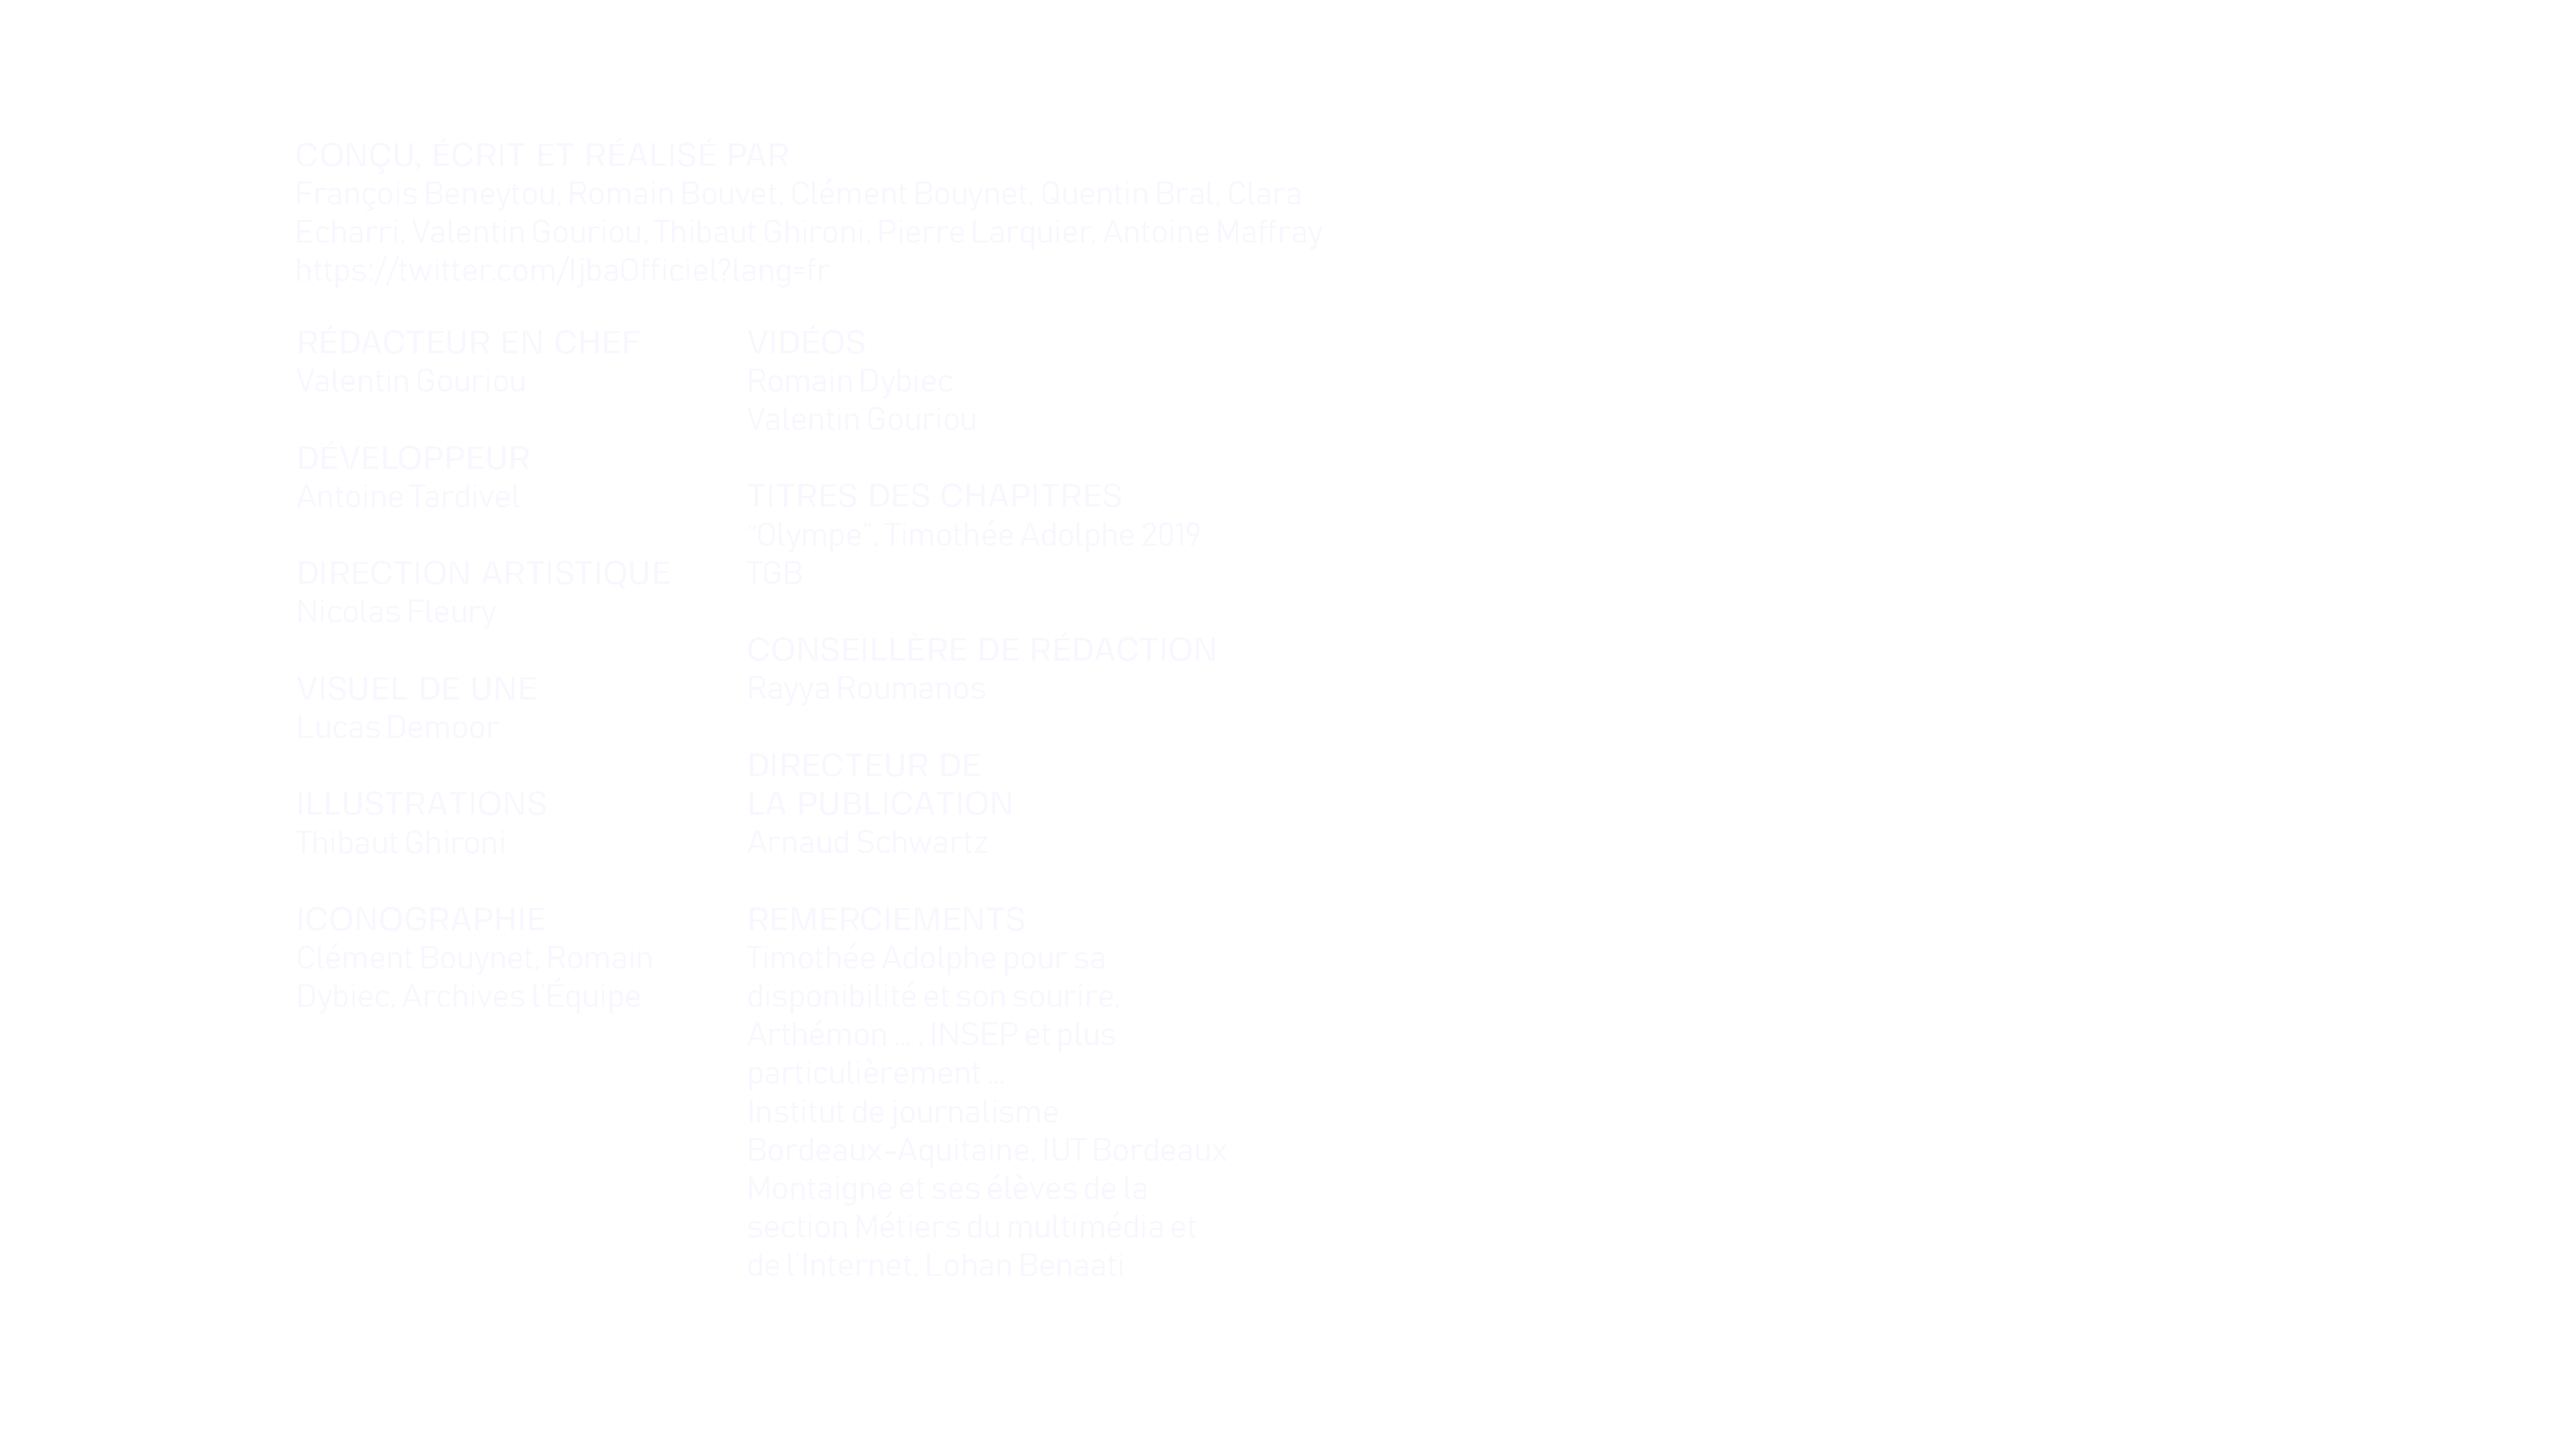 CONÇU, ÉCRIT ET RÉALISÉ PAR
François Beneytou, Romain Bouvet, Clément Bouynet, Quentin Bral, Clara
Echarri, Valentin Gouriou, Thibaut Ghironi, Pierre Larquier, Antoine Maffray
https://twitter.com/IjbaOfficiel?lang=fr
RÉDACTEUR EN CHEF
Valentin Gouriou
DÉVELOPPEUR
Antoine Tardivel
DIRECTION ARTISTIQUE
Nicolas Fleury
VISUEL DE UNE
Lucas Demoor
ILLUSTRATIONS
Thibaut Ghironi
ICONOGRAPHIE
Clément Bouynet, Romain
Dybiec, Archives l'Équipe
VIDÉOS
Romain Dybiec
Valentin Gouriou
TITRES DES CHAPITRES
"Olympe", Timothée Adolphe 2019
TGB
CONSEILLÈRE DE RÉDACTION
Rayya Roumanos
DIRECTEUR DE
LA PUBLICATION
Arnaud Schwartz
REMERCIEMENTS
Timothée Adolphe pour sa
disponibilité et son sourire,
Arthémon ... , INSEP et plus
particulièrement ...
Institut de journalisme
Bordeaux-Aquitaine, IUT Bordeaux
Montaigne et ses élèves de la
section Métiers du multimédia et
de l'Internet, Lohan Benaati